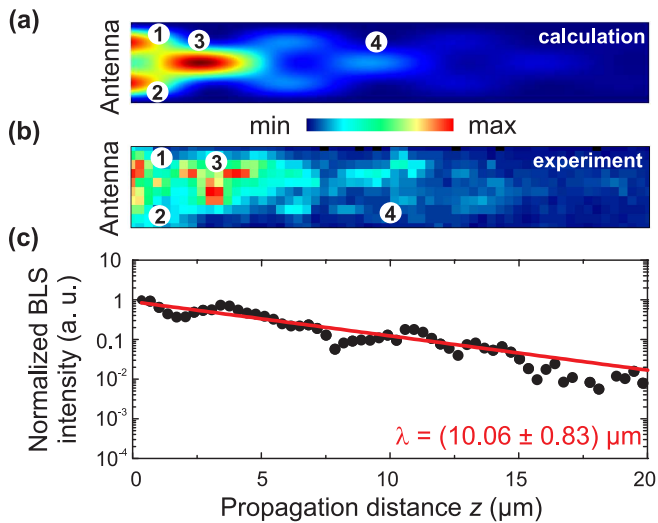 (a)
Antenna
1
2
3
4
calculation
min
max
(b)
Antenna
1
2
3
4
experiment
(c)
Normalized BLS
intensity (a. u.)
10
1
0.1
10⁻²
10⁻³
10⁻⁴
λ = (10.06 ± 0.83) µm
0
5
10
15
20
Propagation distance z (µm)